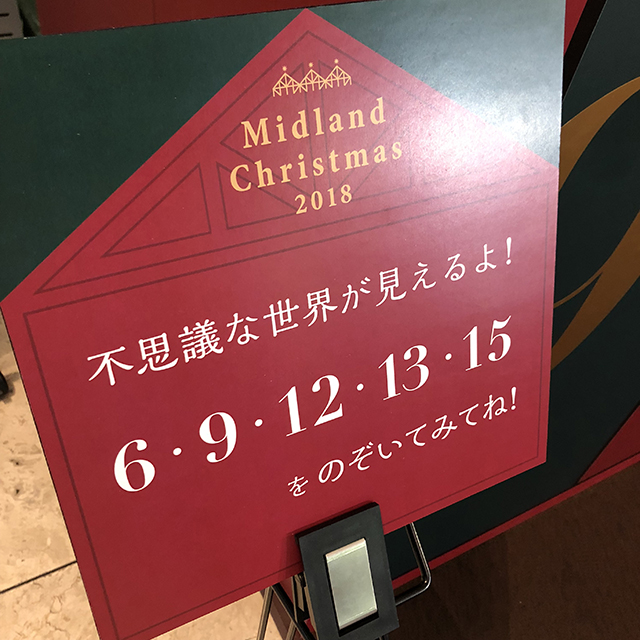 Midland
Christmas
2018
不思議な世界が見えるよ!
6・9・12・13・15
をのぞいてみてね!